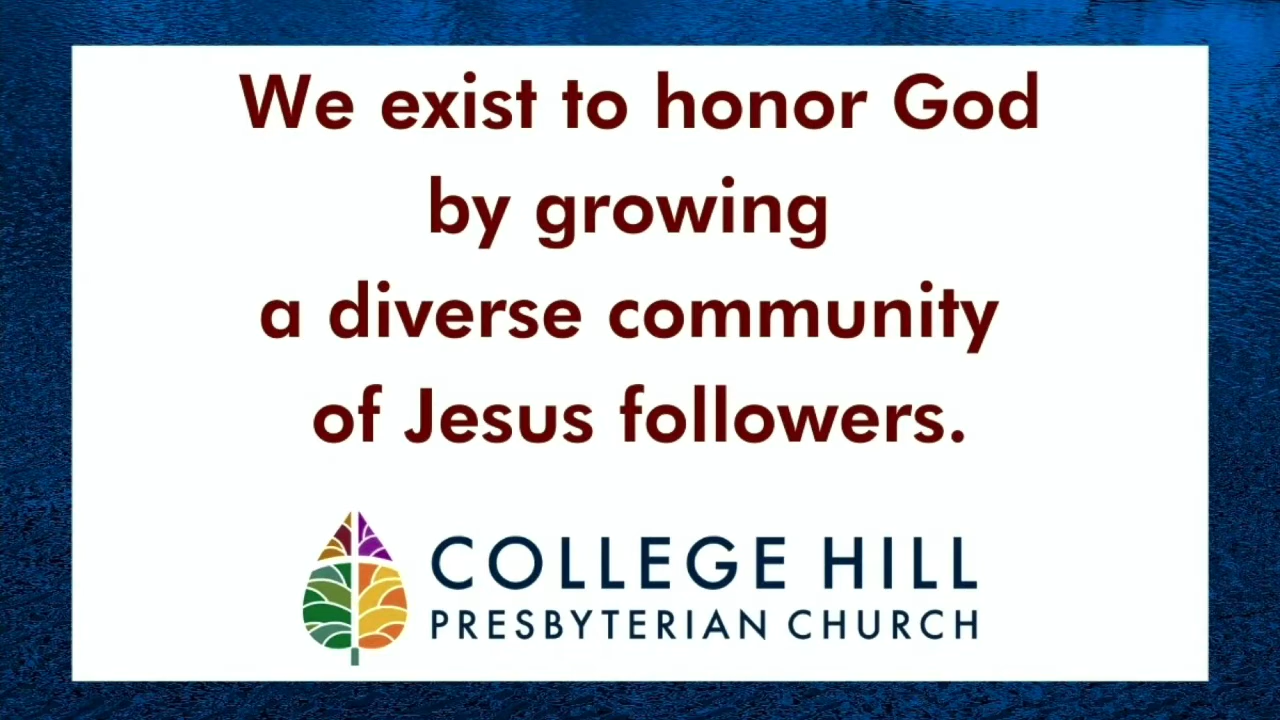 We exist to honor God
by growing
a diverse community
of Jesus followers.
COLLEGE HILL
PRESBYTERIAN CHURCH